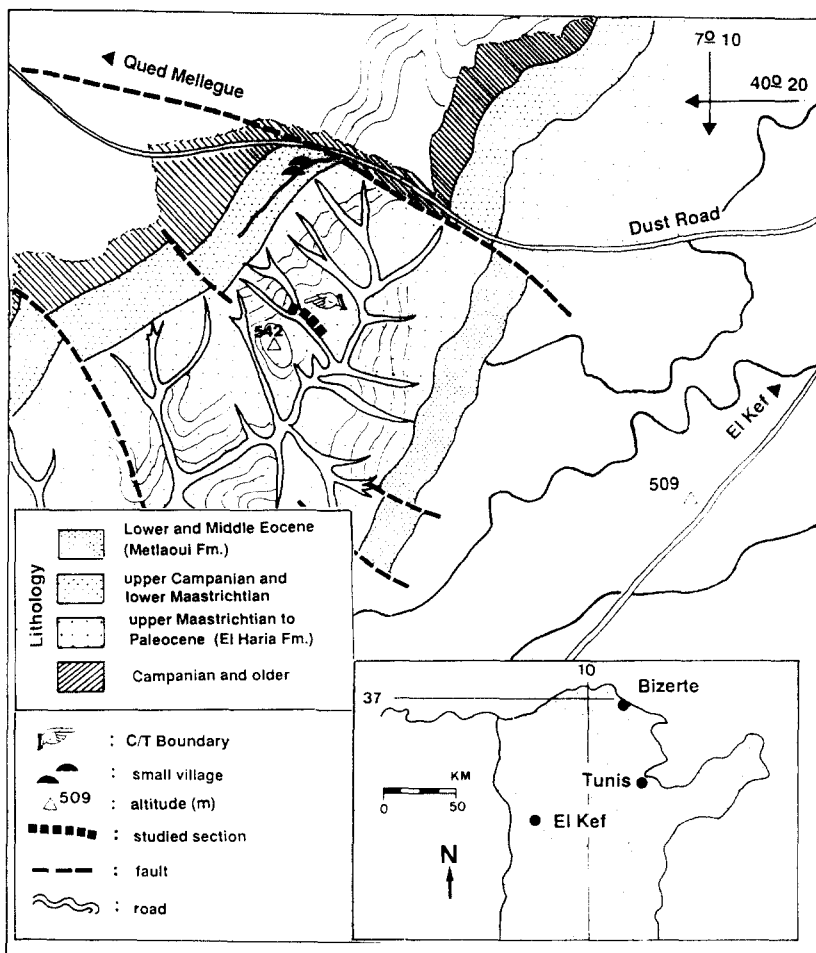 Qued Mellegue
7º 10
40º 20
Dust Road
542
El Kef
509
Lithology
Lower and Middle Eocene
(Metlaoui Fm.)
upper Campanian and
lower Maastrichtian
upper Maastrichtian to
Paleocene (El Haria Fm.)
Campanian and older
: C/T Boundary
: small village
509 : altitude (m)
: studied section
: fault
: road
10
37
Bizerte
KM
0 50
Tunis
El Kef
N